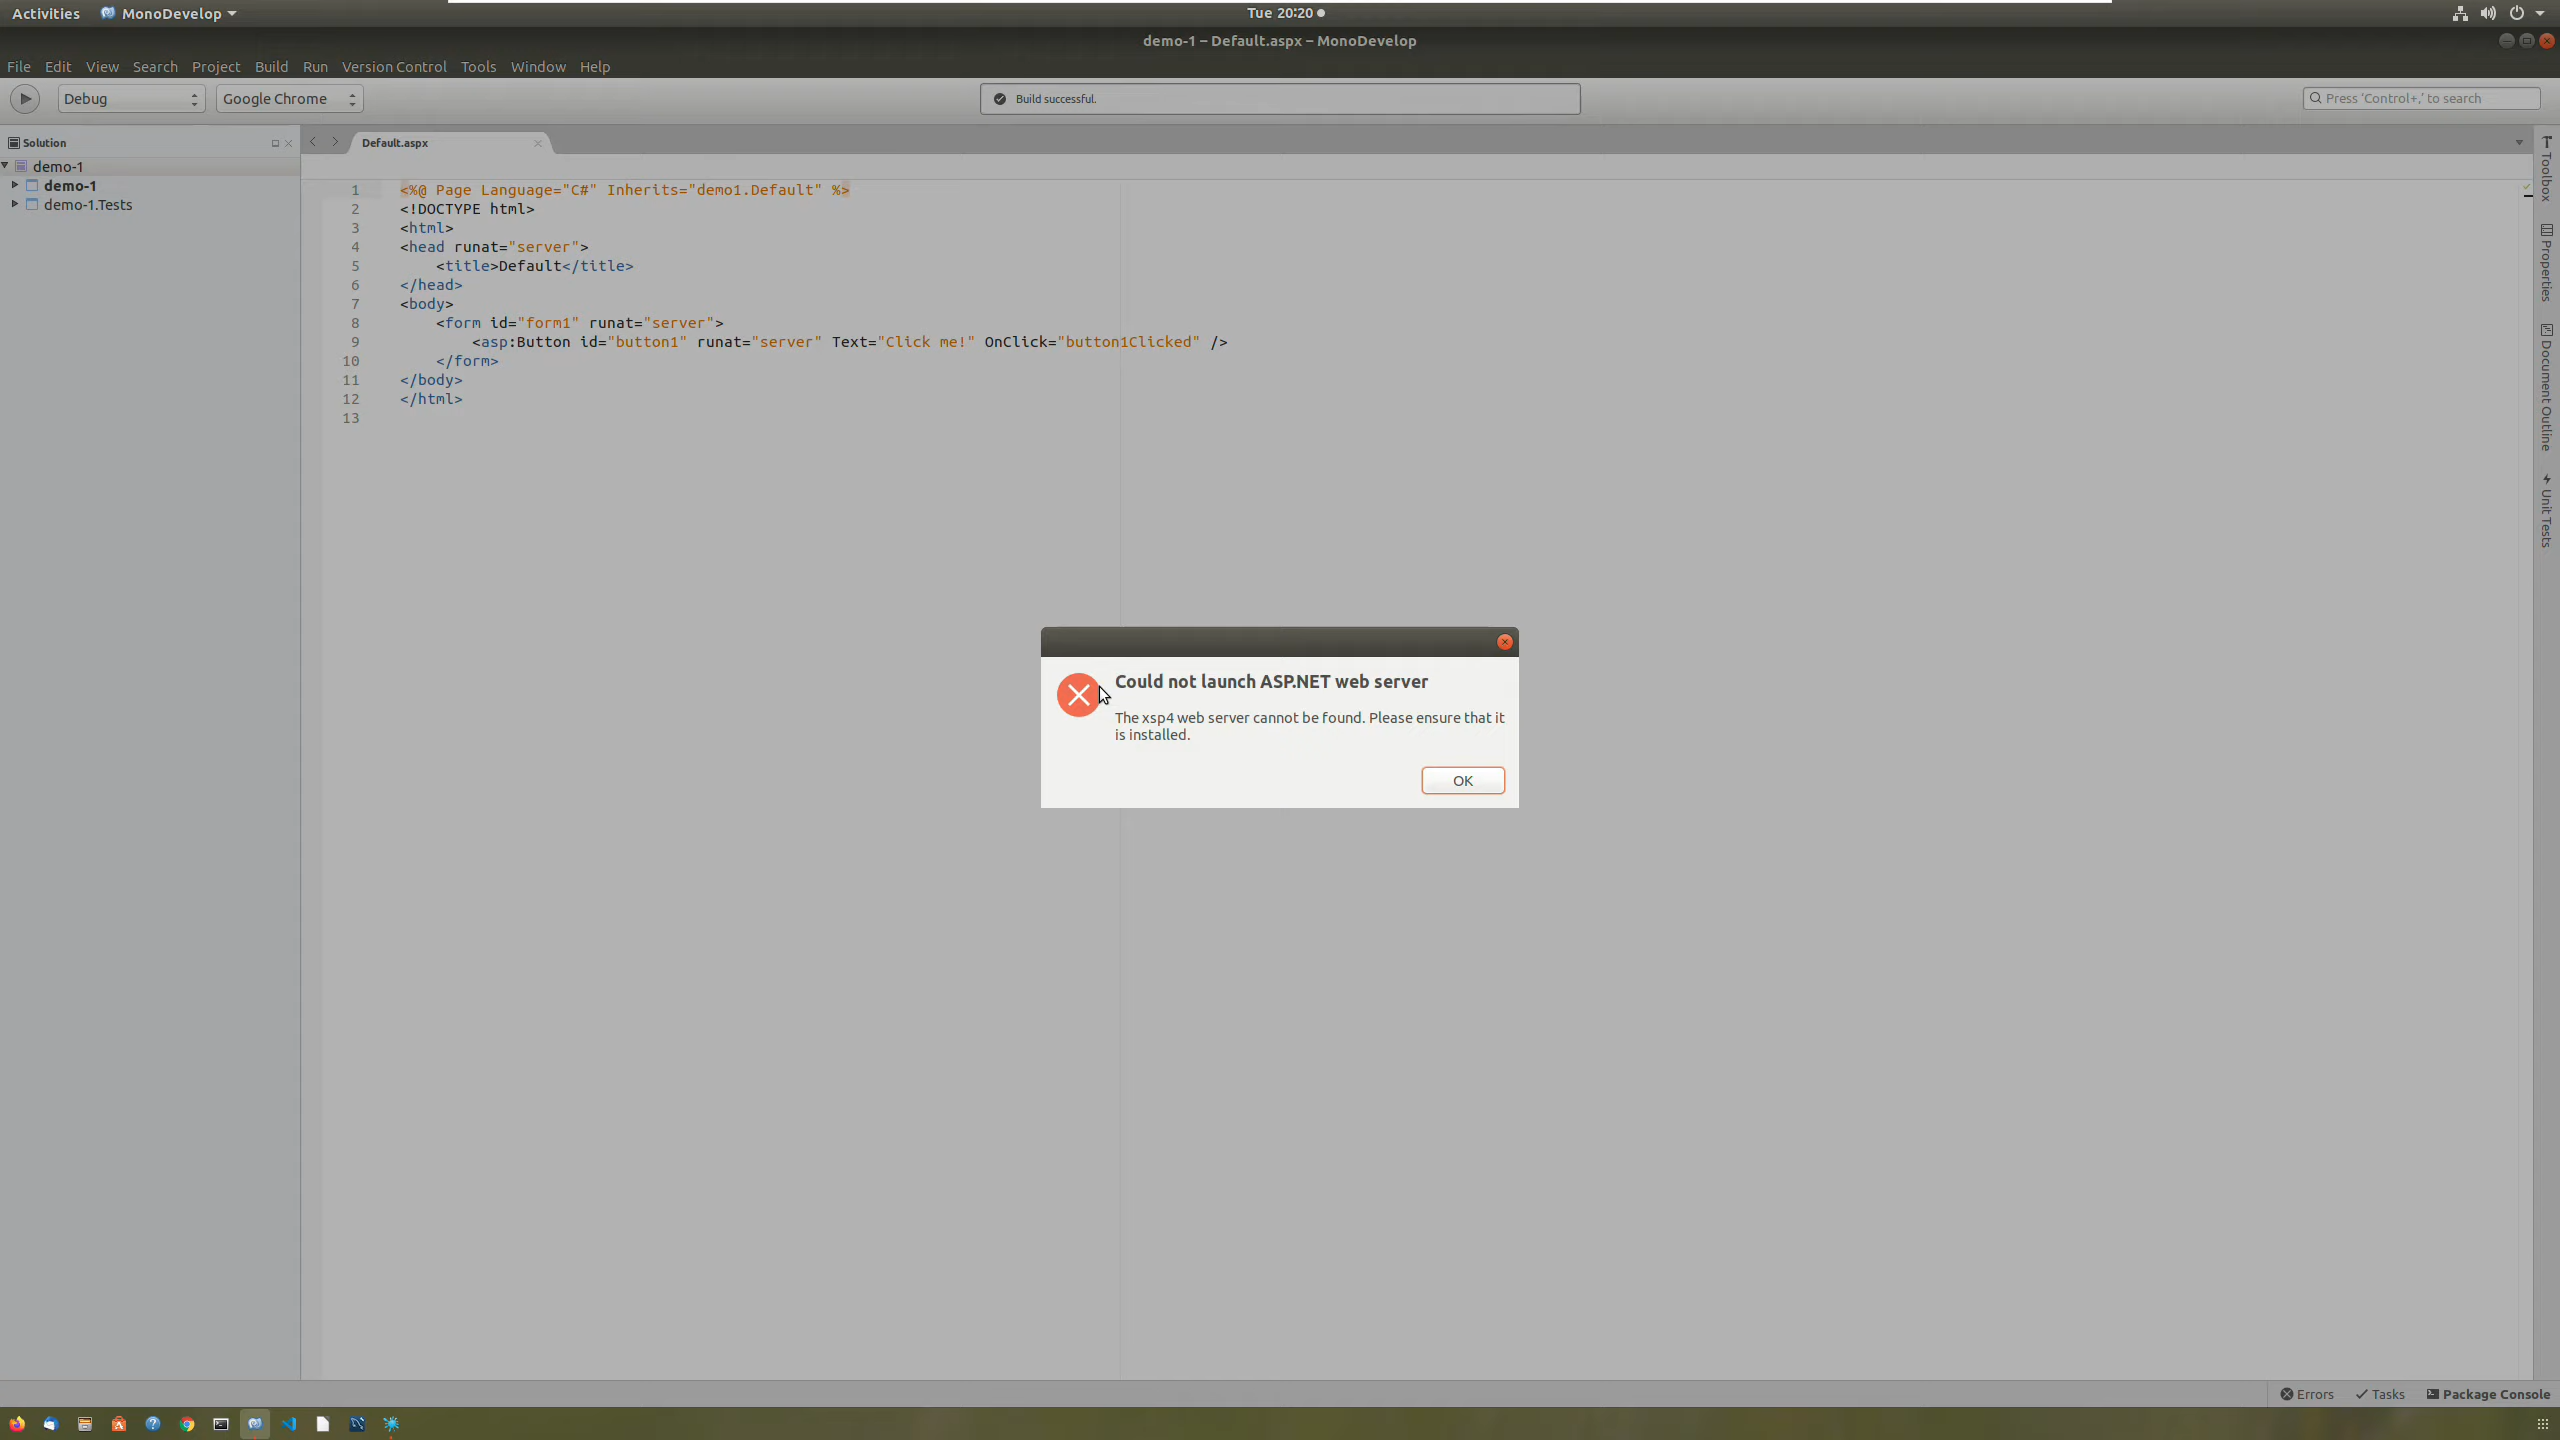 Activities MonoDevelop Tue 20:20
demo-1 – Default.aspx – MonoDevelop
File Edit View Search Project Build Run Version Control Tools Window Help
Debug Google Chrome Build successful. Press 'Control+,' to search
Solution Default.aspx
demo-1
demo-1
demo-1.Tests
1 <%@ Page Language="C#" Inherits="demo1.Default" %>
2 <!DOCTYPE html>
3 <html>
4 <head runat="server">
5 <title>Default</title>
6 </head>
7 <body>
8 <form id="form1" runat="server">
9 <asp:Button id="button1" runat="server" Text="Click me!" OnClick="button1Clicked" />
10 </form>
11 </body>
12 </html>
13
Toolbox
Properties
Document Outline
Unit Tests
Could not launch ASP.NET web server
The xsp4 web server cannot be found. Please ensure that it
is installed.
OK
Errors Tasks Package Console